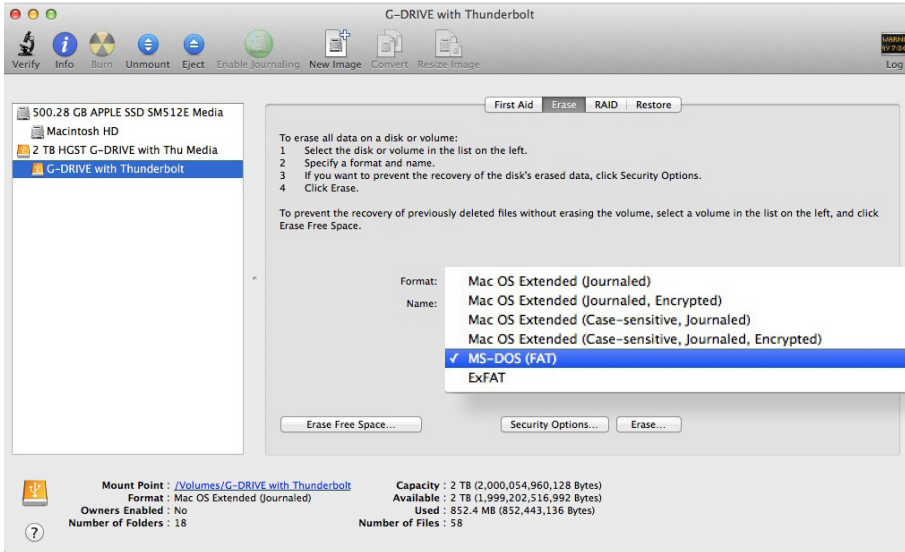 G-DRIVE with Thunderbolt
Verify Info Burn Unmount Eject Enable Journaling New Image Convert Resize Image Log
500.28 GB APPLE SSD SM512E Media
Macintosh HD
2 TB HGST G-DRIVE with Thu Media
G-DRIVE with Thunderbolt
First Aid Erase RAID Restore
To erase all data on a disk or volume:
1 Select the disk or volume in the list on the left.
2 Specify a format and name.
3 If you want to prevent the recovery of the disk's erased data, click Security Options.
4 Click Erase.
To prevent the recovery of previously deleted files without erasing the volume, select a volume in the list on the left, and click
Erase Free Space.
Format:
Name:
Mac OS Extended (Journaled)
Mac OS Extended (Journaled, Encrypted)
Mac OS Extended (Case-sensitive, Journaled)
Mac OS Extended (Case-sensitive, Journaled, Encrypted)
✓ MS-DOS (FAT)
ExFAT
Erase Free Space... Security Options... Erase...
Mount Point : /Volumes/G-DRIVE with Thunderbolt Capacity : 2 TB (2,000,054,960,128 Bytes)
Format : Mac OS Extended (Journaled) Available : 2 TB (1,999,202,516,992 Bytes)
Owners Enabled : No Used : 852.4 MB (852,443,136 Bytes)
Number of Folders : 18 Number of Files : 58
?